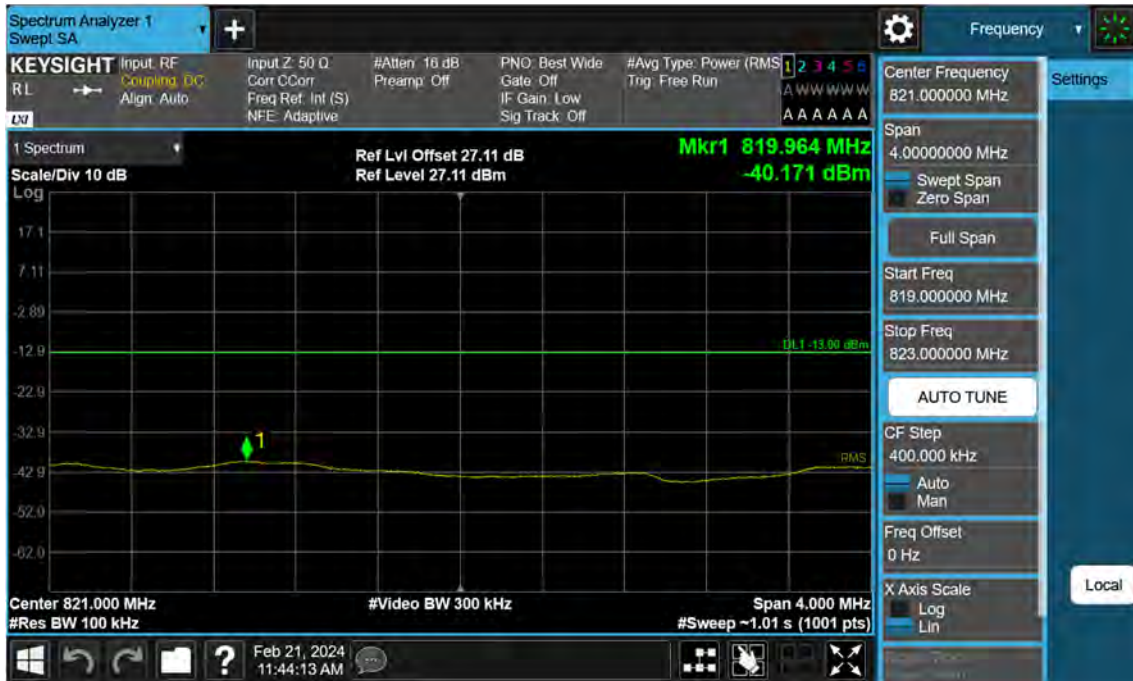 Spectrum Analyzer 1
Swept SA
Frequency
KEYSIGHT
RL
LXI
Input: RF
Coupling: DC
Align: Auto
Input Z: 50 Ω
Corr CCorr
Freq Ref: Int (S)
NFE: Adaptive
#Atten: 16 dB
Preamp: Off
PNO: Best Wide
Gate: Off
IF Gain: Low
Sig Track: Off
#Avg Type: Power (RMS
Trig: Free Run
1 2 3 4 5 6
A W W W W W
A A A A A A
1 Spectrum
Scale/Div 10 dB
Ref Lvl Offset 27.11 dB
Ref Level 27.11 dBm
Mkr1 819.964 MHz
-40.171 dBm
Log
17.1
7.11
-2.89
-12.9
-22.9
-32.9
-42.9
-52.0
-62.0
DL1 -13.00 dBm
1
RMS
Center 821.000 MHz
#Res BW 100 kHz
#Video BW 300 kHz
Span 4.000 MHz
#Sweep ~1.01 s (1001 pts)
Center Frequency
821.000000 MHz
Settings
Span
4.00000000 MHz
Swept Span
Zero Span
Full Span
Start Freq
819.000000 MHz
Stop Freq
823.000000 MHz
AUTO TUNE
CF Step
400.000 kHz
Auto
Man
Freq Offset
0 Hz
X Axis Scale
Log
Lin
Local
?
Feb 21, 2024
11:44:13 AM